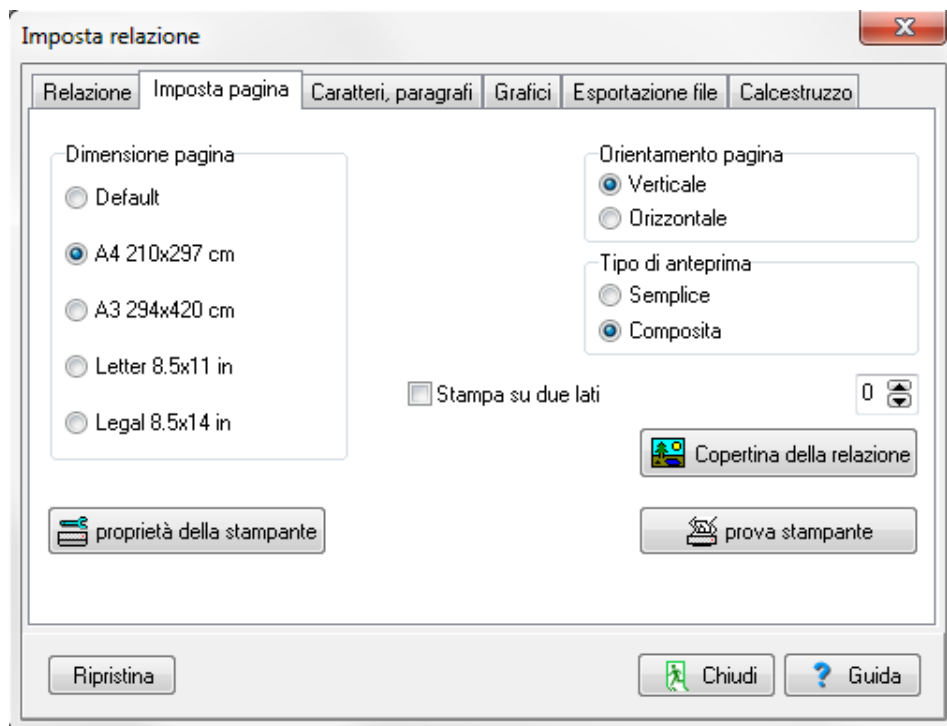 Imposta relazione
Relazione
Imposta pagina
Caratteri, paragrafi
Grafici
Esportazione file
Calcestruzzo
Dimensione pagina
Default
A4 210x297 cm
A3 294x420 cm
Letter 8.5x11 in
Legal 8.5x14 in
Orientamento pagina
Verticale
Orizzontale
Tipo di anteprima
Semplice
Composita
Stampa su due lati
0
Copertina della relazione
proprietà della stampante
prova stampante
Ripristina
Chiudi
? Guida